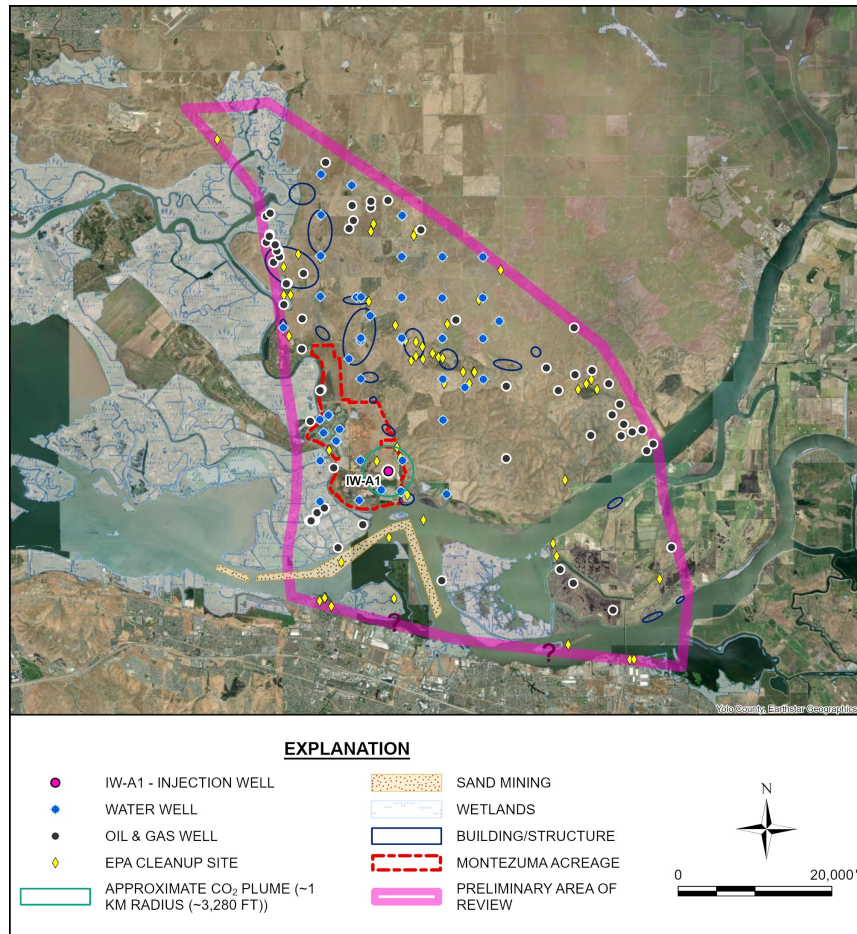 ?
IW-A1
?
?
Yolo County, Earthstar Geographics
EXPLANATION
IW-A1 - INJECTION WELL
WATER WELL
OIL & GAS WELL
EPA CLEANUP SITE
APPROXIMATE CO₂ PLUME (~1
KM RADIUS (~3,280 FT))
SAND MINING
WETLANDS
BUILDING/STRUCTURE
MONTEZUMA ACREAGE
PRELIMINARY AREA OF
REVIEW
N
0 20,000'